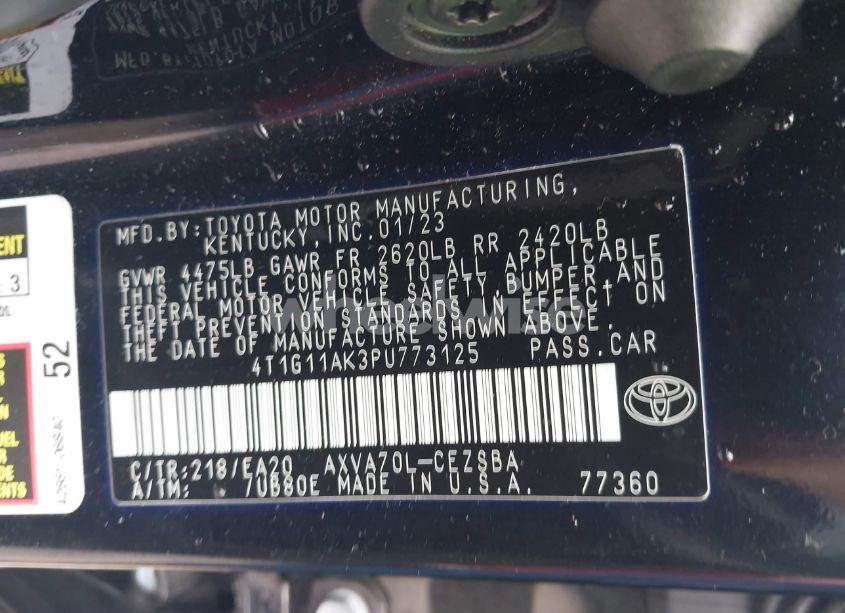 MFD.BY:TOYOTA MOTOR MANUFACTURING,
KENTUCKY,INC.01/23
GVWR 4475LB GAWR FR 2620LB RR 2420LB
THIS VEHICLE CONFORMS TO ALL APPLICABLE
FEDERAL MOTOR VEHICLE SAFETY,BUMPER AND
THEFT PREVENTION STANDARDS IN EFFECT ON
THE DATE OF MANUFACTURE SHOWN ABOVE.
4T1G11AK3PU773125 PASS.CAR
C/TR:218/EA20 AXVA70L-CEZSBA
A/TM: /UB80E MADE IN U.S.A. 77360
52
3